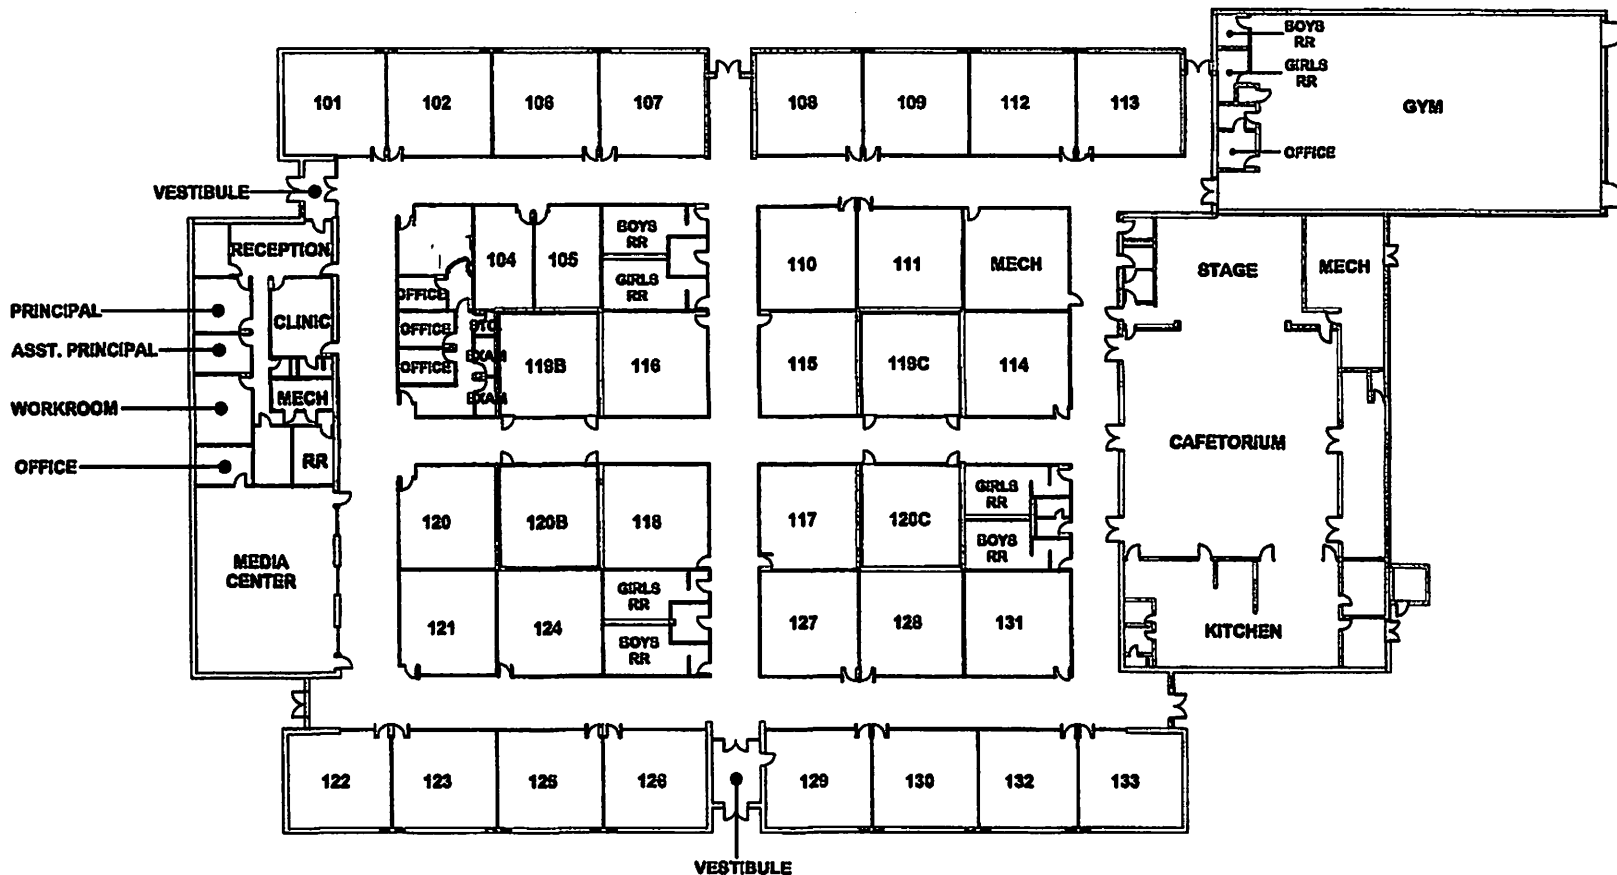 BOYS
RR
GIRLS
RR
GYM
OFFICE
101
102
106
107
108
109
112
113
VESTIBULE
RECEPTION
104
105
BOYS
RR
GIRLS
RR
110
111
MECH
STAGE
MECH
PRINCIPAL
ASST. PRINCIPAL
CLINIC
OFFICE
OFFICE
OFFICE
STO
EXAM
EXAM
119B
116
115
119C
114
WORKROOM
MECH
OFFICE
RR
CAFETORIUM
120
120B
118
117
120C
GIRLS
RR
BOYS
RR
MEDIA
CENTER
121
124
GIRLS
RR
BOYS
RR
127
128
131
KITCHEN
122
123
125
126
129
130
132
133
VESTIBULE